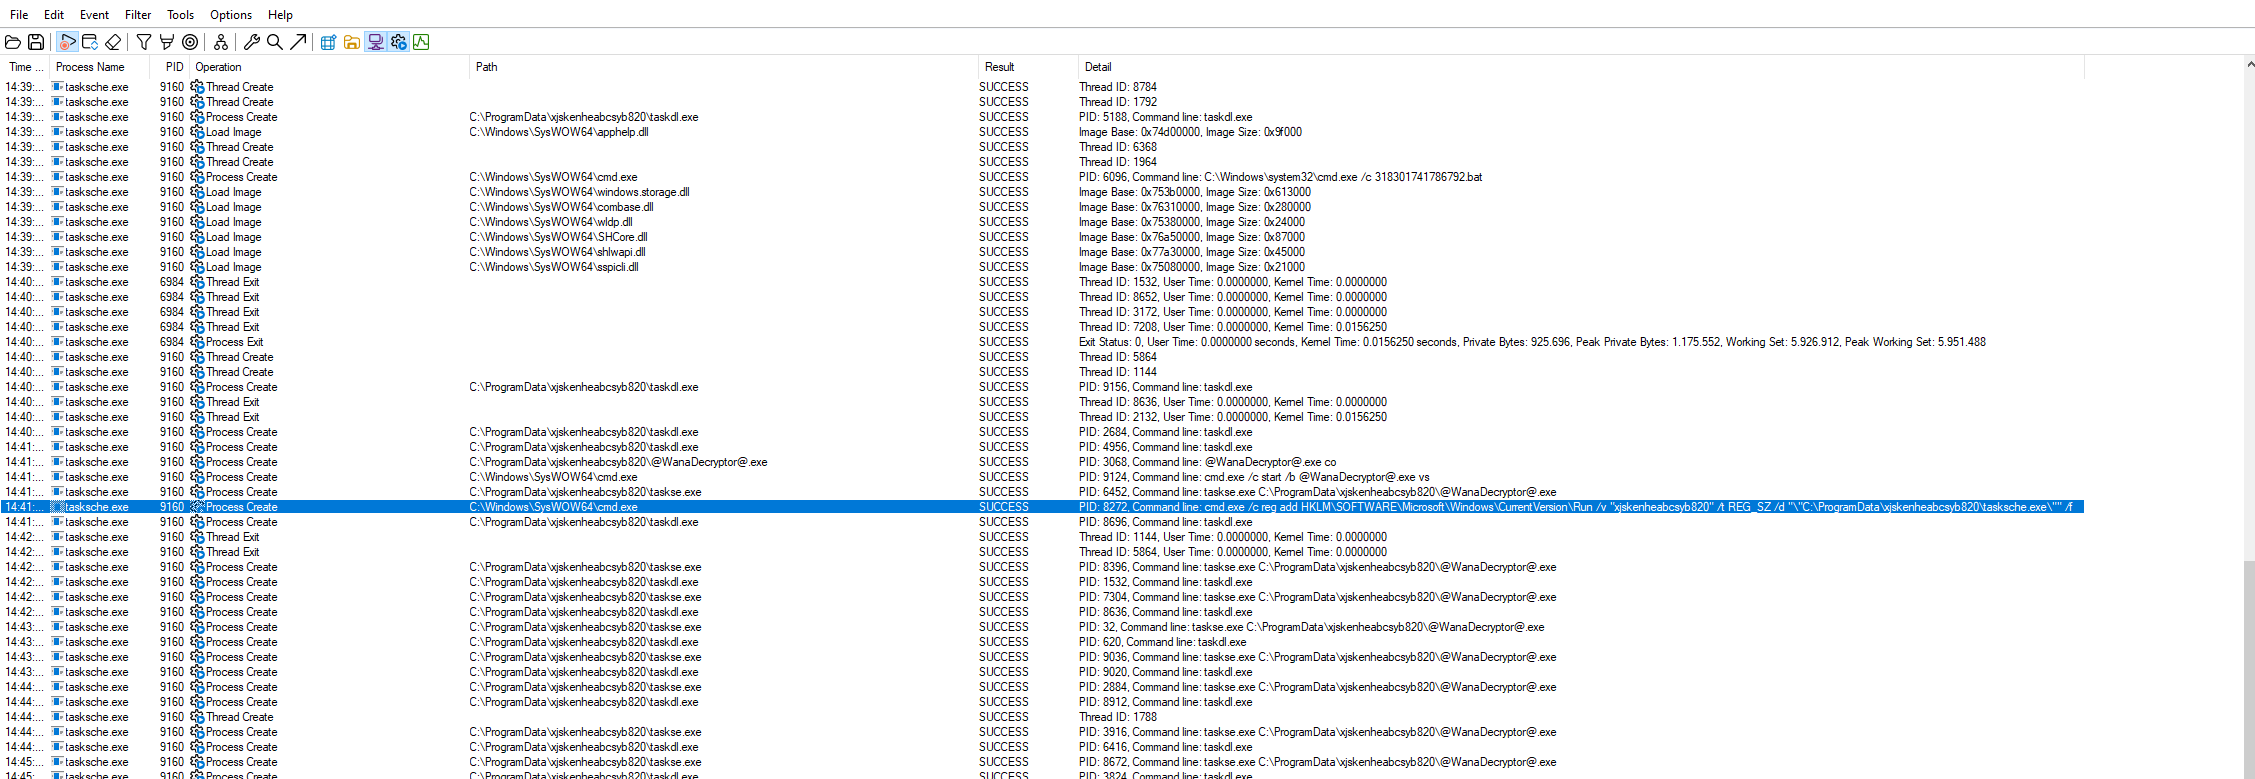 File Edit Event Filter Tools Options Help
Time ... Process Name PID Operation Path Result Detail
14:39:... tasksche.exe 9160 Thread Create SUCCESS Thread ID: 8784
14:39:... tasksche.exe 9160 Thread Create SUCCESS Thread ID: 1792
14:39:... tasksche.exe 9160 Process Create C:\ProgramData\xjskenheabcsyb820\taskdl.exe SUCCESS PID: 5188, Command line: taskdl.exe
14:39:... tasksche.exe 9160 Load Image C:\Windows\SysWOW64\apphelp.dll SUCCESS Image Base: 0x74d00000, Image Size: 0x9f000
14:39:... tasksche.exe 9160 Thread Create SUCCESS Thread ID: 6368
14:39:... tasksche.exe 9160 Thread Create SUCCESS Thread ID: 1964
14:39:... tasksche.exe 9160 Process Create C:\Windows\SysWOW64\cmd.exe SUCCESS PID: 6096, Command line: C:\Windows\system32\cmd.exe /c 318301741786792.bat
14:39:... tasksche.exe 9160 Load Image C:\Windows\SysWOW64\windows.storage.dll SUCCESS Image Base: 0x753b0000, Image Size: 0x613000
14:39:... tasksche.exe 9160 Load Image C:\Windows\SysWOW64\combase.dll SUCCESS Image Base: 0x76310000, Image Size: 0x280000
14:39:... tasksche.exe 9160 Load Image C:\Windows\SysWOW64\wldp.dll SUCCESS Image Base: 0x75380000, Image Size: 0x24000
14:39:... tasksche.exe 9160 Load Image C:\Windows\SysWOW64\SHCore.dll SUCCESS Image Base: 0x76a50000, Image Size: 0x87000
14:39:... tasksche.exe 9160 Load Image C:\Windows\SysWOW64\shlwapi.dll SUCCESS Image Base: 0x77a30000, Image Size: 0x45000
14:39:... tasksche.exe 9160 Load Image C:\Windows\SysWOW64\sspicli.dll SUCCESS Image Base: 0x75080000, Image Size: 0x21000
14:40:... tasksche.exe 6984 Thread Exit SUCCESS Thread ID: 1532, User Time: 0.0000000, Kernel Time: 0.0000000
14:40:... tasksche.exe 6984 Thread Exit SUCCESS Thread ID: 8652, User Time: 0.0000000, Kernel Time: 0.0000000
14:40:... tasksche.exe 6984 Thread Exit SUCCESS Thread ID: 3172, User Time: 0.0000000, Kernel Time: 0.0000000
14:40:... tasksche.exe 6984 Thread Exit SUCCESS Thread ID: 7208, User Time: 0.0000000, Kernel Time: 0.0156250
14:40:... tasksche.exe 6984 Process Exit SUCCESS Exit Status: 0, User Time: 0.0000000 seconds, Kernel Time: 0.0156250 seconds, Private Bytes: 925.696, Peak Private Bytes: 1.175.552, Working Set: 5.926.912, Peak Working Set: 5.951.488
14:40:... tasksche.exe 9160 Thread Create SUCCESS Thread ID: 5864
14:40:... tasksche.exe 9160 Thread Create SUCCESS Thread ID: 1144
14:40:... tasksche.exe 9160 Process Create C:\ProgramData\xjskenheabcsyb820\taskdl.exe SUCCESS PID: 9156, Command line: taskdl.exe
14:40:... tasksche.exe 9160 Thread Exit SUCCESS Thread ID: 8636, User Time: 0.0000000, Kernel Time: 0.0000000
14:40:... tasksche.exe 9160 Thread Exit SUCCESS Thread ID: 2132, User Time: 0.0000000, Kernel Time: 0.0156250
14:40:... tasksche.exe 9160 Process Create C:\ProgramData\xjskenheabcsyb820\taskdl.exe SUCCESS PID: 2684, Command line: taskdl.exe
14:41:... tasksche.exe 9160 Process Create C:\ProgramData\xjskenheabcsyb820\taskdl.exe SUCCESS PID: 4956, Command line: taskdl.exe
14:41:... tasksche.exe 9160 Process Create C:\ProgramData\xjskenheabcsyb820\@WanaDecryptor@.exe SUCCESS PID: 3068, Command line: @WanaDecryptor@.exe co
14:41:... tasksche.exe 9160 Process Create C:\Windows\SysWOW64\cmd.exe SUCCESS PID: 9124, Command line: cmd.exe /c start /b @WanaDecryptor@.exe vs
14:41:... tasksche.exe 9160 Process Create C:\ProgramData\xjskenheabcsyb820\taskse.exe SUCCESS PID: 6452, Command line: taskse.exe C:\ProgramData\xjskenheabcsyb820\@WanaDecryptor@.exe
14:41:... tasksche.exe 9160 Process Create C:\Windows\SysWOW64\cmd.exe SUCCESS PID: 8272, Command line: cmd.exe /c reg add HKLM\SOFTWARE\Microsoft\Windows\CurrentVersion\Run /v "xjskenheabcsyb820" /t REG_SZ /d "\"C:\ProgramData\xjskenheabcsyb820\tasksche.exe\"" /f
14:41:... tasksche.exe 9160 Process Create C:\ProgramData\xjskenheabcsyb820\taskdl.exe SUCCESS PID: 8696, Command line: taskdl.exe
14:42:... tasksche.exe 9160 Thread Exit SUCCESS Thread ID: 1144, User Time: 0.0000000, Kernel Time: 0.0000000
14:42:... tasksche.exe 9160 Thread Exit SUCCESS Thread ID: 5864, User Time: 0.0000000, Kernel Time: 0.0000000
14:42:... tasksche.exe 9160 Process Create C:\ProgramData\xjskenheabcsyb820\taskse.exe SUCCESS PID: 8396, Command line: taskse.exe C:\ProgramData\xjskenheabcsyb820\@WanaDecryptor@.exe
14:42:... tasksche.exe 9160 Process Create C:\ProgramData\xjskenheabcsyb820\taskdl.exe SUCCESS PID: 1532, Command line: taskdl.exe
14:42:... tasksche.exe 9160 Process Create C:\ProgramData\xjskenheabcsyb820\taskse.exe SUCCESS PID: 7304, Command line: taskse.exe C:\ProgramData\xjskenheabcsyb820\@WanaDecryptor@.exe
14:42:... tasksche.exe 9160 Process Create C:\ProgramData\xjskenheabcsyb820\taskdl.exe SUCCESS PID: 8636, Command line: taskdl.exe
14:43:... tasksche.exe 9160 Process Create C:\ProgramData\xjskenheabcsyb820\taskse.exe SUCCESS PID: 32, Command line: taskse.exe C:\ProgramData\xjskenheabcsyb820\@WanaDecryptor@.exe
14:43:... tasksche.exe 9160 Process Create C:\ProgramData\xjskenheabcsyb820\taskdl.exe SUCCESS PID: 620, Command line: taskdl.exe
14:43:... tasksche.exe 9160 Process Create C:\ProgramData\xjskenheabcsyb820\taskse.exe SUCCESS PID: 9036, Command line: taskse.exe C:\ProgramData\xjskenheabcsyb820\@WanaDecryptor@.exe
14:43:... tasksche.exe 9160 Process Create C:\ProgramData\xjskenheabcsyb820\taskdl.exe SUCCESS PID: 9020, Command line: taskdl.exe
14:44:... tasksche.exe 9160 Process Create C:\ProgramData\xjskenheabcsyb820\taskse.exe SUCCESS PID: 2884, Command line: taskse.exe C:\ProgramData\xjskenheabcsyb820\@WanaDecryptor@.exe
14:44:... tasksche.exe 9160 Process Create C:\ProgramData\xjskenheabcsyb820\taskdl.exe SUCCESS PID: 8912, Command line: taskdl.exe
14:44:... tasksche.exe 9160 Thread Create SUCCESS Thread ID: 1788
14:44:... tasksche.exe 9160 Process Create C:\ProgramData\xjskenheabcsyb820\taskse.exe SUCCESS PID: 3916, Command line: taskse.exe C:\ProgramData\xjskenheabcsyb820\@WanaDecryptor@.exe
14:44:... tasksche.exe 9160 Process Create C:\ProgramData\xjskenheabcsyb820\taskdl.exe SUCCESS PID: 6416, Command line: taskdl.exe
14:45:... tasksche.exe 9160 Process Create C:\ProgramData\xjskenheabcsyb820\taskse.exe SUCCESS PID: 8672, Command line: taskse.exe C:\ProgramData\xjskenheabcsyb820\@WanaDecryptor@.exe
14:45:... tasksche.exe 9160 Process Create C:\ProgramData\xjskenheabcsyb820\taskdl.exe SUCCESS PID: 3824, Command line: taskdl.exe